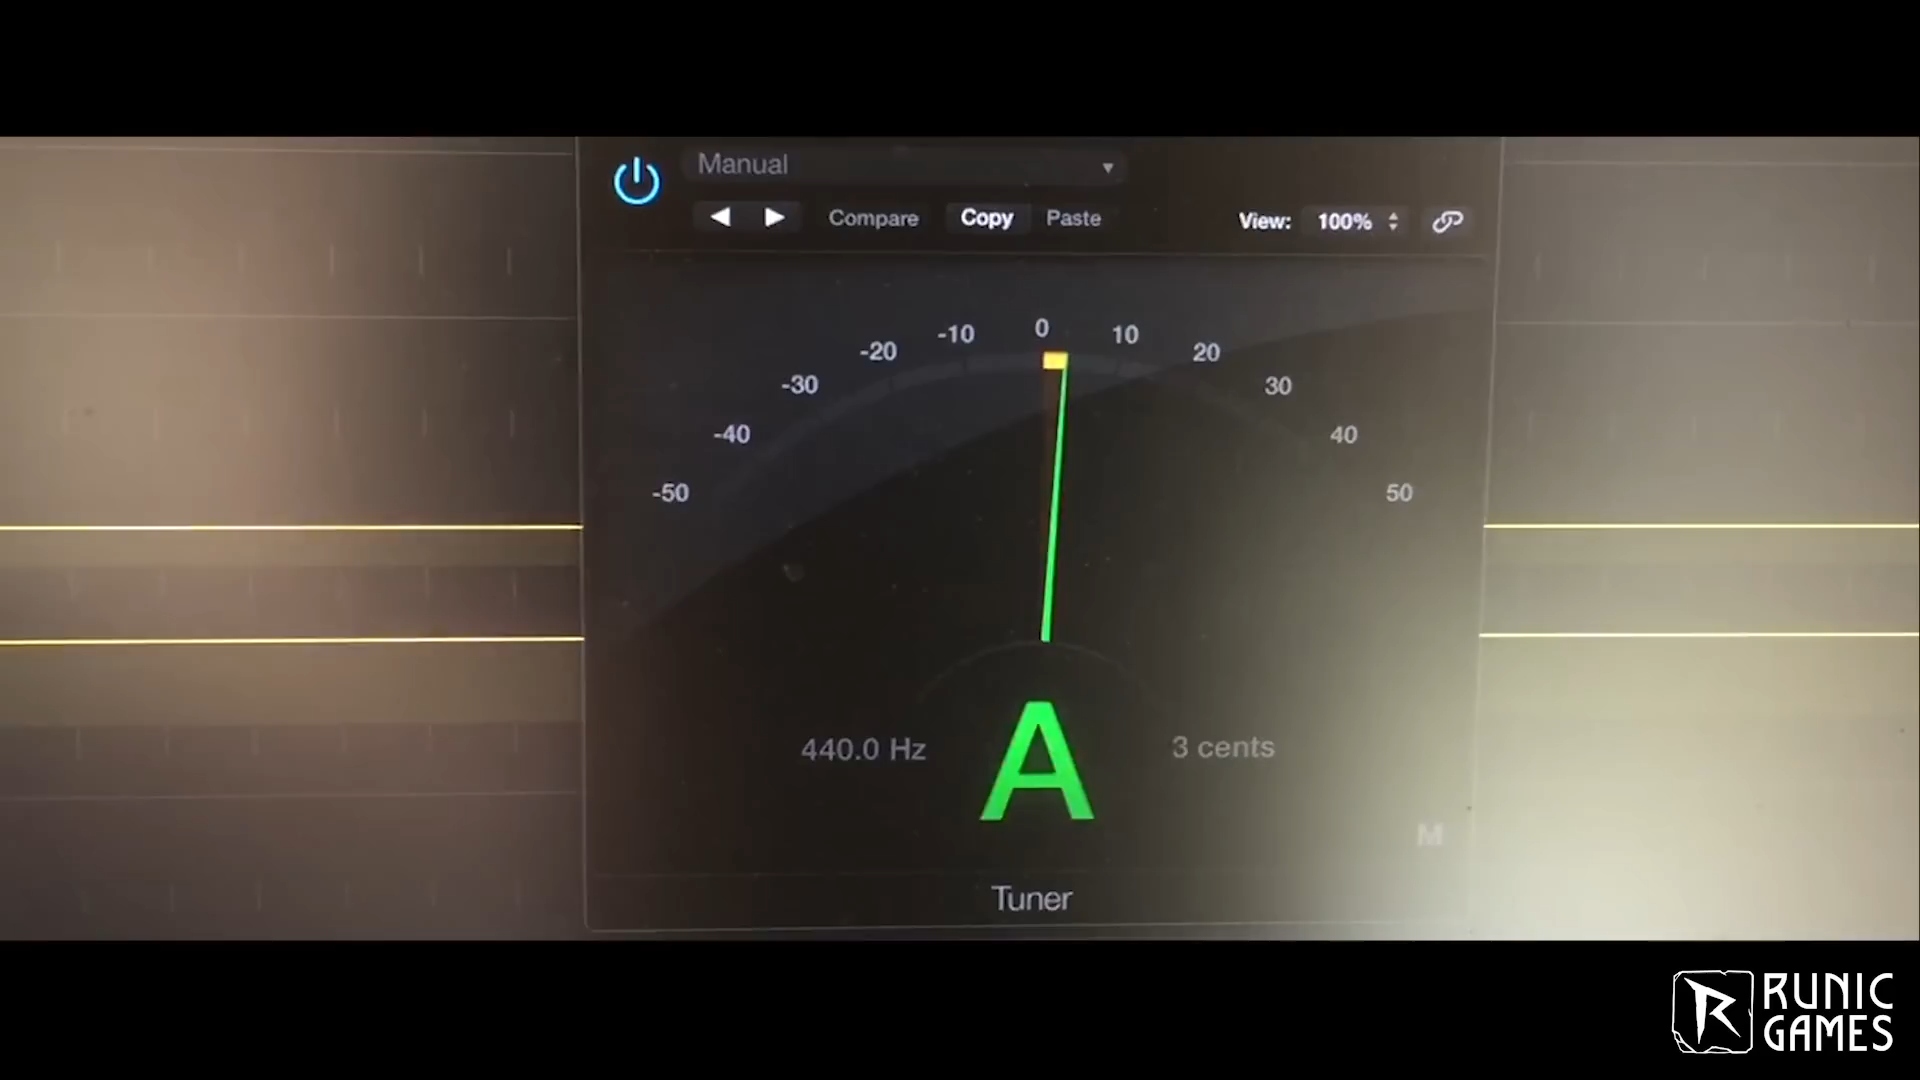 Manual
Compare Copy Paste View: 100%
-50 -40 -30 -20 -10 0 10 20 30 40 50
440.0 Hz A 3 cents
M
Tuner
RUNIC
GAMES